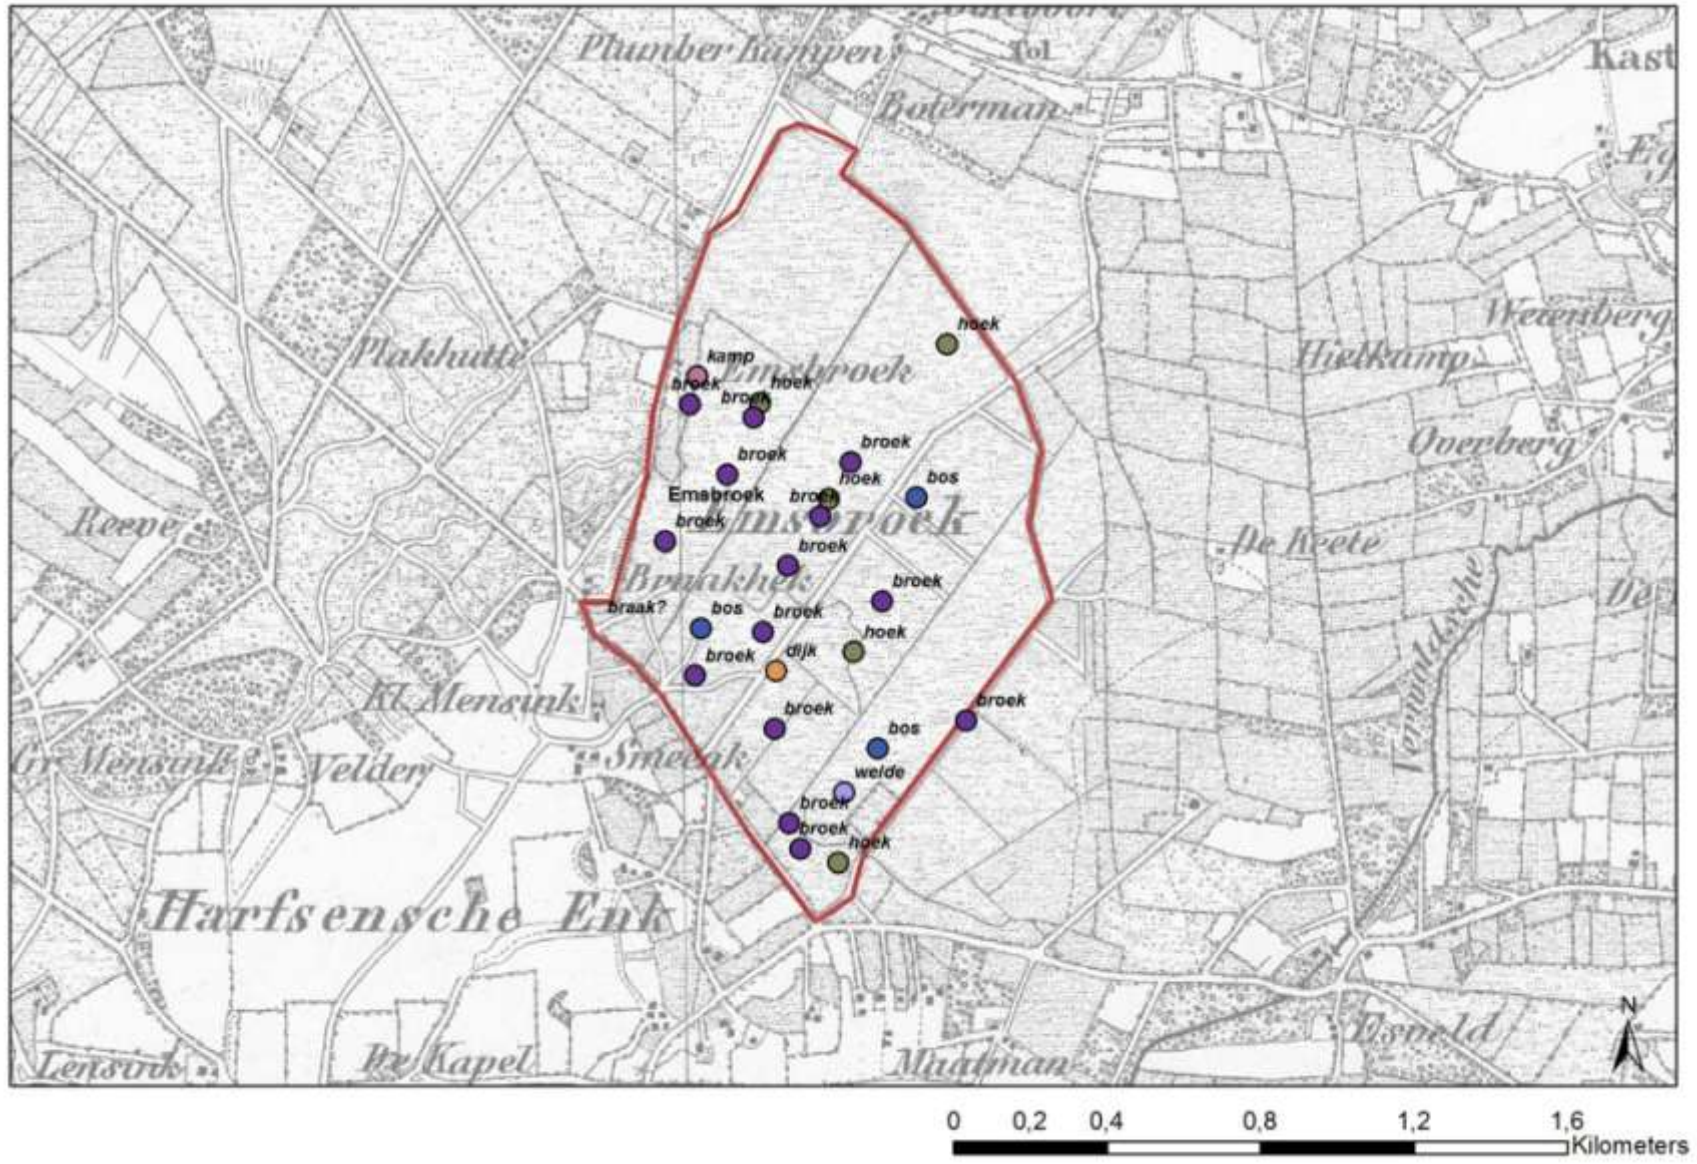 Plumber Kampen
Tol
Kast
Boterman
hoek
Weienberg
Plakhutte
kamp
Emsbroek
Hielkamp
broek
hoek
broek
Overberg
broek
broek
hoek
bos
Emsbroek
broek
Reeve
broek
Emsbroek
De Keete
broek
Braakhek
broek
braak?
bos
broek
hoek
dijk
broek
Kl. Mensink
broek
broek
bos
Gr. Mensink
Velder
Smeenk
welde
broek
broek
hoek
Harfsensche Enk
N
Lensink
De Kapel
Maatman
Esveld
0 0,2 0,4 0,8 1,2 1,6
Kilometers